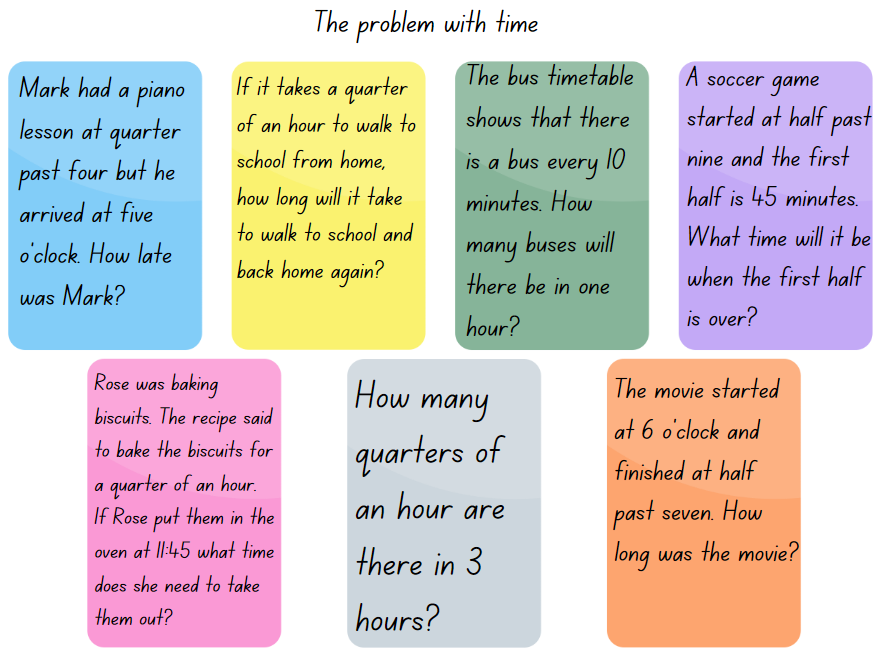 The problem with time
Mark had a piano
lesson at quarter
past four but he
arrived at five
o'clock. How late
was Mark?
If it takes a quarter
of an hour to walk to
school from home,
how long will it take
to walk to school and
back home again?
The bus timetable
shows that there
is a bus every 10
minutes. How
many buses will
there be in one
hour?
A soccer game
started at half past
nine and the first
half is 45 minutes.
What time will it be
when the first half
is over?
Rose was baking
biscuits. The recipe said
to bake the biscuits for
a quarter of an hour.
If Rose put them in the
oven at 11:45 what time
does she need to take
them out?
How many
quarters of
an hour are
there in 3
hours?
The movie started
at 6 o'clock and
finished at half
past seven. How
long was the movie?